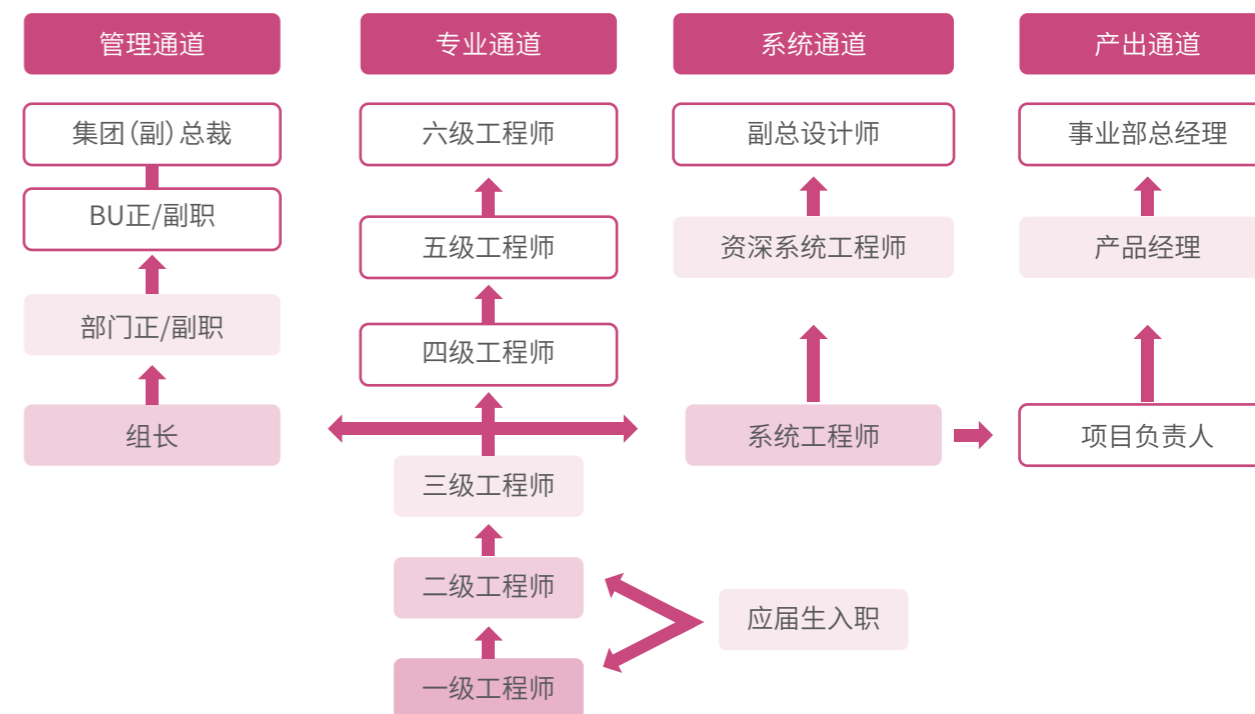 管理通道
专业通道
系统通道
产出通道
集团(副)总裁
六级工程师
副总设计师
事业部总经理
BU正/副职
五级工程师
资深系统工程师
产品经理
部门正/副职
四级工程师
组长
系统工程师
项目负责人
三级工程师
二级工程师
应届生入职
一级工程师